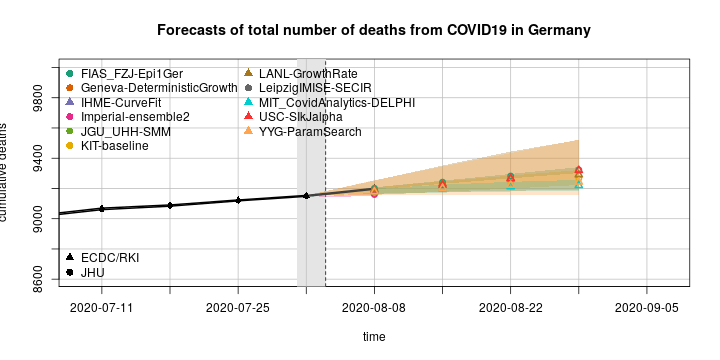 Forecasts of total number of deaths from COVID19 in Germany
FIAS_FZJ-Epi1Ger
Geneva-DeterministicGrowth
IHME-CurveFit
Imperial-ensemble2
JGU_UHH-SMM
KIT-baseline
LANL-GrowthRate
LeipzigIMISE-SECIR
MIT_CovidAnalytics-DELPHI
USC-SIkJalpha
YYG-ParamSearch
ECDC/RKI
JHU
cumulative deaths
9800
9400
9000
8600
2020-07-11
2020-07-25
2020-08-08
2020-08-22
2020-09-05
time